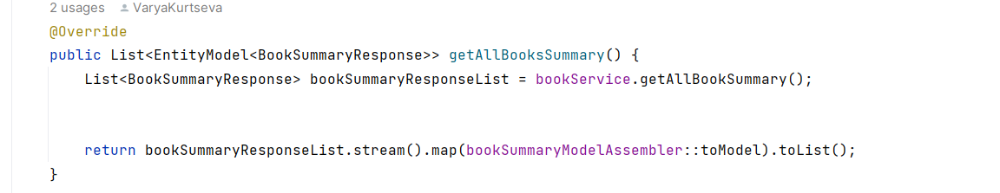 2 usages VaryaKurtseva
@Override
public List<EntityModel<BookSummaryResponse>> getAllBooksSummary() {
List<BookSummaryResponse> bookSummaryResponseList = bookService.getAllBookSummary();
return bookSummaryResponseList.stream().map(bookSummaryModelAssembler::toModel).toList();
}